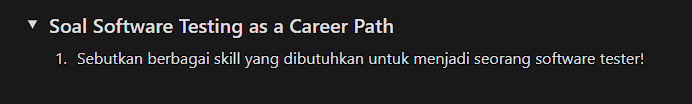 Soal Software Testing as a Career Path
1. Sebutkan berbagai skill yang dibutuhkan untuk menjadi seorang software tester!